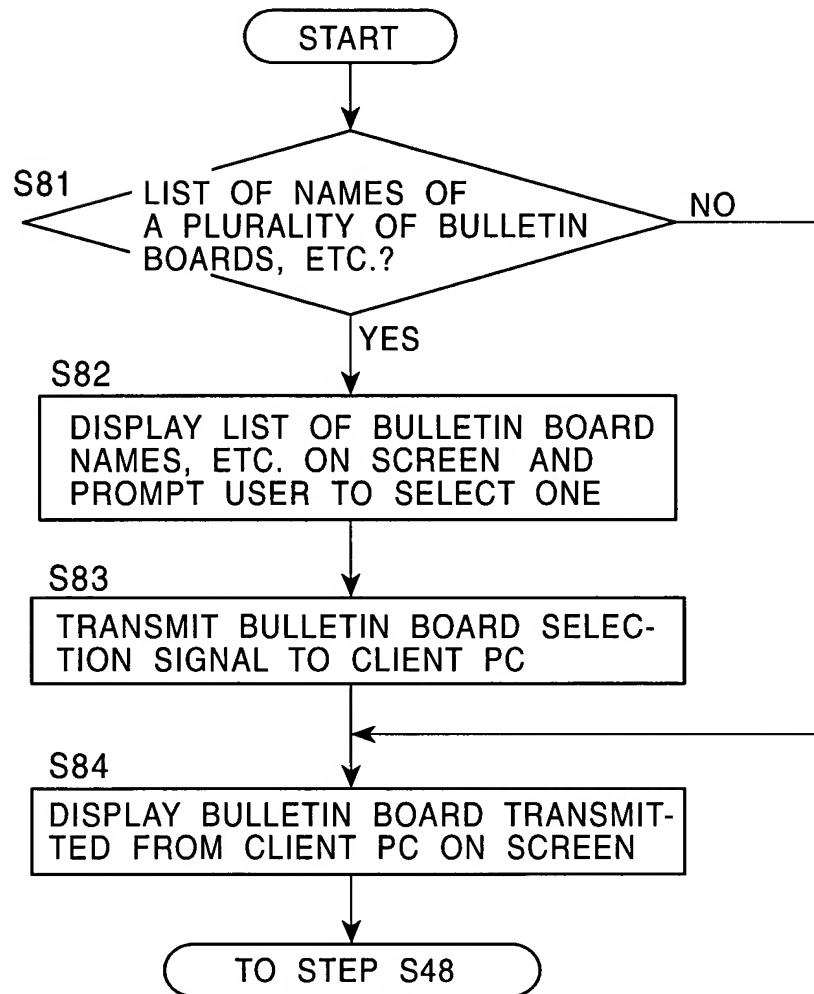 START
S81
LIST OF NAMES OF
A PLURALITY OF BULLETIN
BOARDS, ETC.?
NO
YES
S82
DISPLAY LIST OF BULLETIN BOARD
NAMES, ETC. ON SCREEN AND
PROMPT USER TO SELECT ONE
S83
TRANSMIT BULLETIN BOARD SELEC-
TION SIGNAL TO CLIENT PC
S84
DISPLAY BULLETIN BOARD TRANSMIT-
TED FROM CLIENT PC ON SCREEN
TO STEP S48